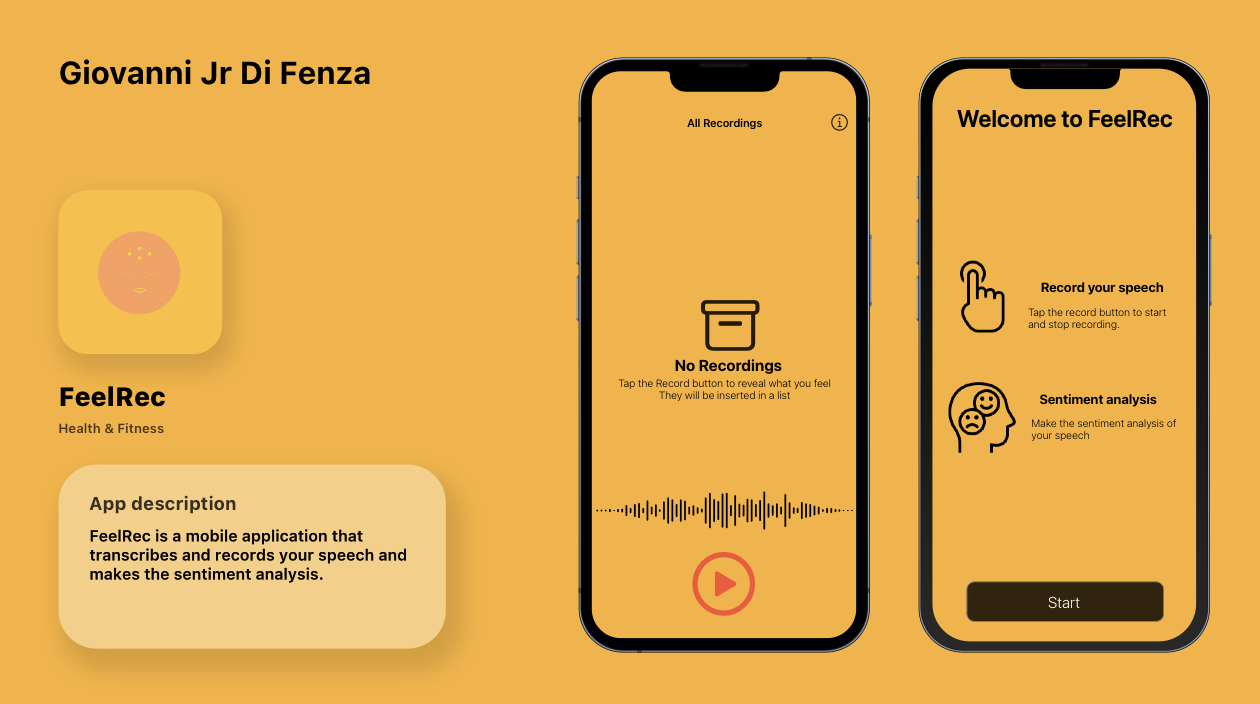 Giovanni Jr Di Fenza
FeelRec
Health & Fitness
App description
FeelRec is a mobile application that
transcribes and records your speech and
makes the sentiment analysis.
All Recordings
No Recordings
Tap the Record button to reveal what you feel
They will be inserted in a list
Welcome to FeelRec
Record your speech
Tap the record button to start
and stop recording.
Sentiment analysis
Make the sentiment analysis of
your speech
Start